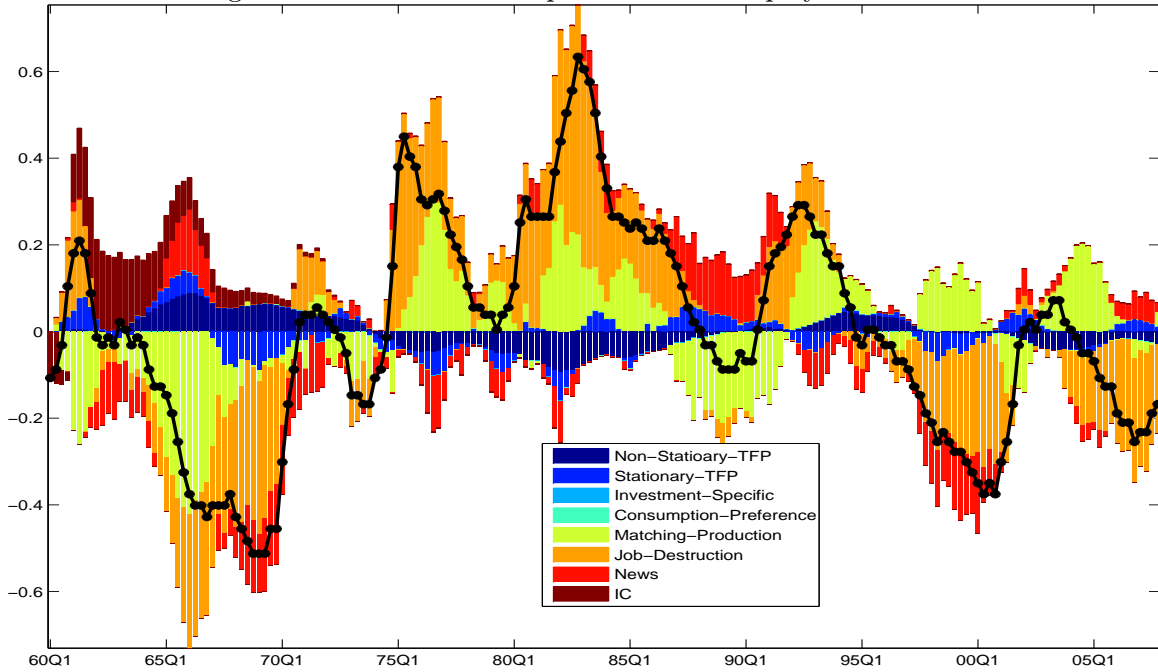 0.6
0.4
0.2
0
−0.2
−0.4
−0.6
60Q1 65Q1 70Q1 75Q1 80Q1 85Q1 90Q1 95Q1 00Q1 05Q1
Non−Statioary−TFP
Stationary−TFP
Investment−Specific
Consumption−Preference
Matching−Production
Job−Destruction
News
IC